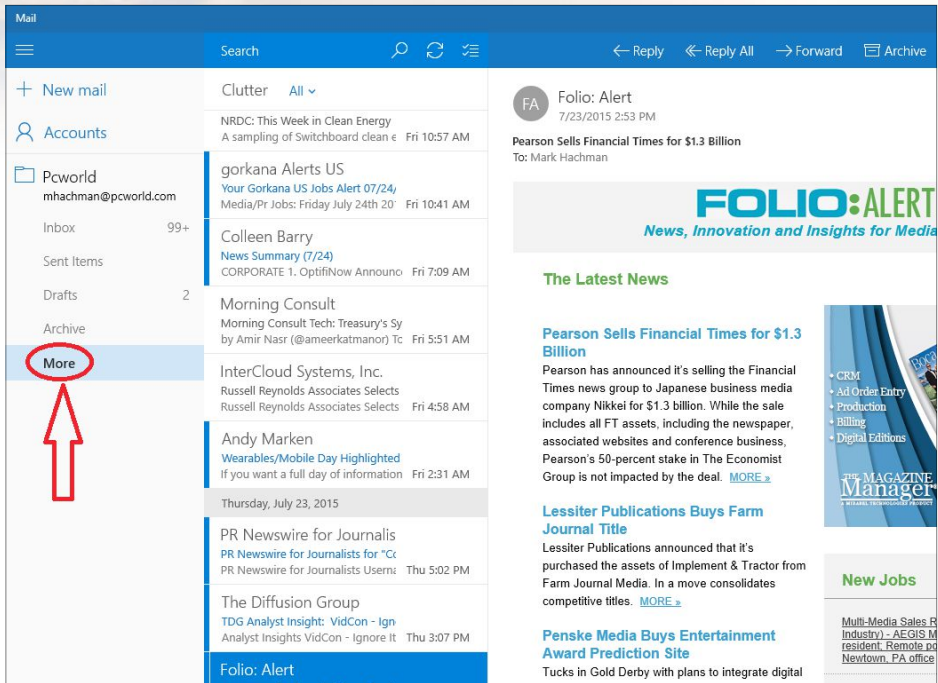 Mail
Search
Reply
Reply All
Forward
Archive
New mail
Accounts
Pcworld
mhachman@pcworld.com
Inbox 99+
Sent Items
Drafts 2
Archive
More
Clutter All
NRDC: This Week in Clean Energy
A sampling of Switchboard clean e Fri 10:57 AM
gorkana Alerts US
Your Gorkana US Jobs Alert 07/24/
Media/Pr Jobs: Friday July 24th 20 Fri 10:41 AM
Colleen Barry
News Summary (7/24)
CORPORATE 1. OptifiNow Announc Fri 7:09 AM
Morning Consult
Morning Consult Tech: Treasury's Sy
by Amir Nasr (@ameerkatmanor) Tc Fri 5:51 AM
InterCloud Systems, Inc.
Russell Reynolds Associates Selects
Russell Reynolds Associates Selects Fri 4:58 AM
Andy Marken
Wearables/Mobile Day Highlighted
If you want a full day of information Fri 2:31 AM
Thursday, July 23, 2015
PR Newswire for Journalis
PR Newswire for Journalists for "Co
PR Newswire for Journalists Userna Thu 5:02 PM
The Diffusion Group
TDG Analyst Insight: VidCon - Ign
Analyst Insights VidCon - Ignore It Thu 3:07 PM
Folio: Alert
FA
Folio: Alert
7/23/2015 2:53 PM
Pearson Sells Financial Times for $1.3 Billion
To: Mark Hachman
FOLIO:ALERT
News, Innovation and Insights for Media
The Latest News
Pearson Sells Financial Times for $1.3
Billion
Pearson has announced it's selling the Financial
Times news group to Japanese business media
company Nikkei for $1.3 billion. While the sale
includes all FT assets, including the newspaper,
associated websites and conference business,
Pearson's 50-percent stake in The Economist
Group is not impacted by the deal. MORE »
Lessiter Publications Buys Farm
Journal Title
Lessiter Publications announced that it's
purchased the assets of Implement & Tractor from
Farm Journal Media. In a move consolidates
competitive titles. MORE »
Penske Media Buys Entertainment
Award Prediction Site
Tucks in Gold Derby with plans to integrate digital
Boca
• CRM
• Ad Order Entry
• Production
• Billing
• Digital Editions
THE MAGAZINE
Manager
A MIRABEL TECHNOLOGIES PRODUCT
New Jobs
Multi-Media Sales R
Industry) - AEGIS M
resident; Remote po
Newtown, PA office